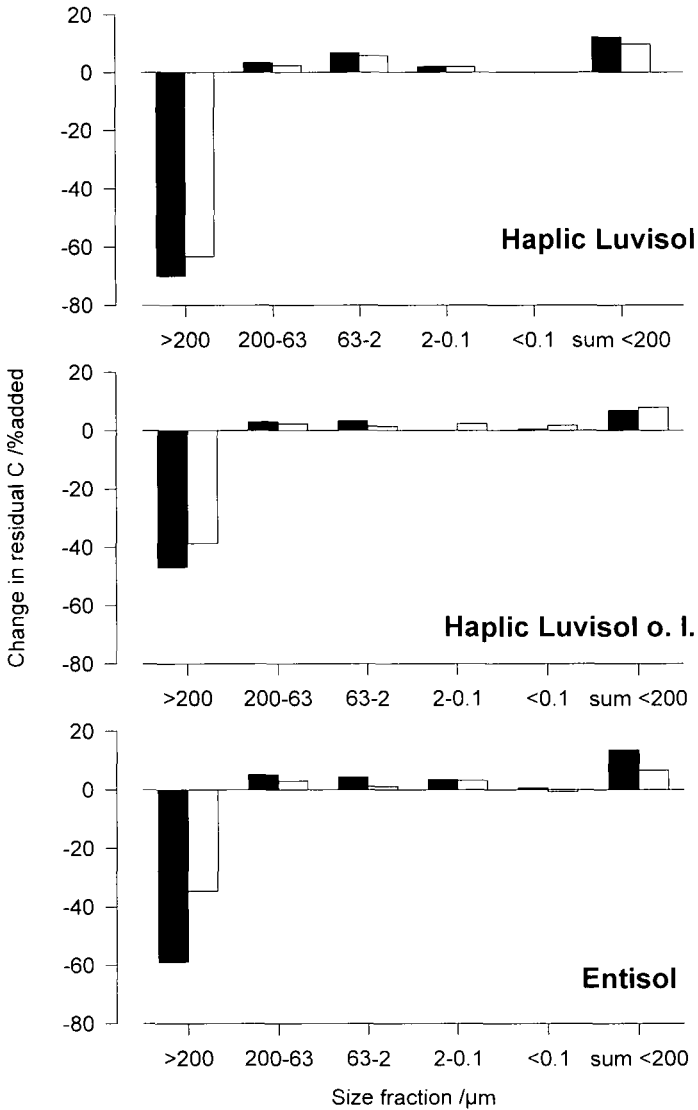 20
0
-20
-40
-60
-80
Haplic Luvisol
>200 200-63 63-2 2-0.1 <0.1 sum <200
20
0
-20
-40
-60
-80
Haplic Luvisol o. l.
>200 200-63 63-2 2-0.1 <0.1 sum <200
20
0
-20
-40
-60
-80
Entisol
>200 200-63 63-2 2-0.1 <0.1 sum <200
Size fraction /µm
Change in residual C /%added